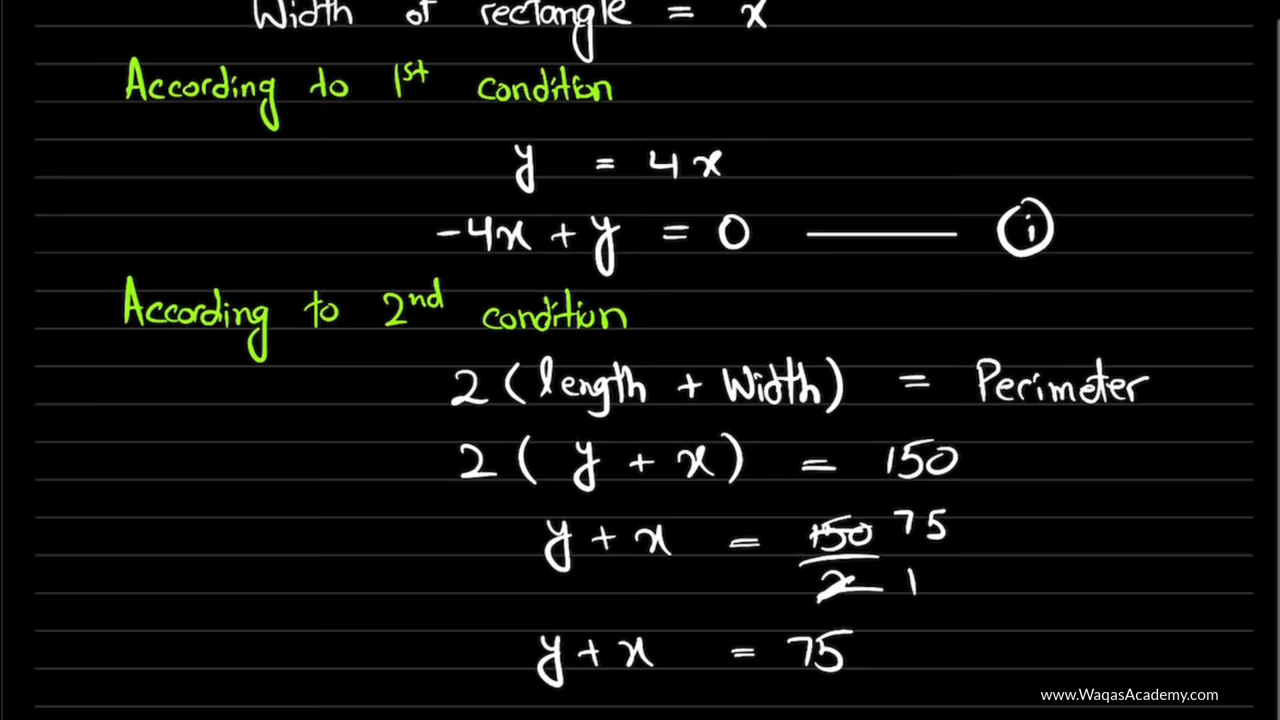 Width of rectangle = x
According to 1st condition
y = 4x
-4x + y = 0 ——— (i)
According to 2nd condition
2 ( length + Width ) = Perimeter
2 ( y + x ) = 150
y + x = 150/2 75 1
y + x = 75
www.WaqasAcademy.com